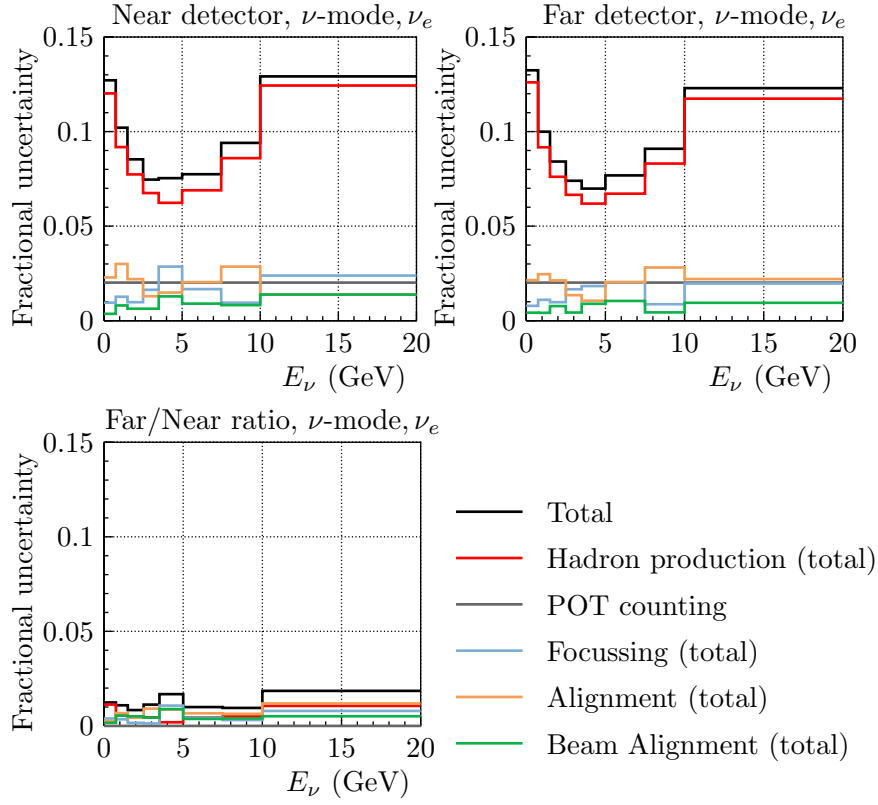 Near detector, ν-mode, νe
Fractional uncertainty
0.15
0.1
0.05
0
0 5 10 15 20
Eν (GeV)
Far detector, ν-mode, νe
Fractional uncertainty
0.15
0.1
0.05
0
0 5 10 15 20
Eν (GeV)
Far/Near ratio, ν-mode, νe
Fractional uncertainty
0.15
0.1
0.05
0
0 5 10 15 20
Eν (GeV)
Total
Hadron production (total)
POT counting
Focussing (total)
Alignment (total)
Beam Alignment (total)